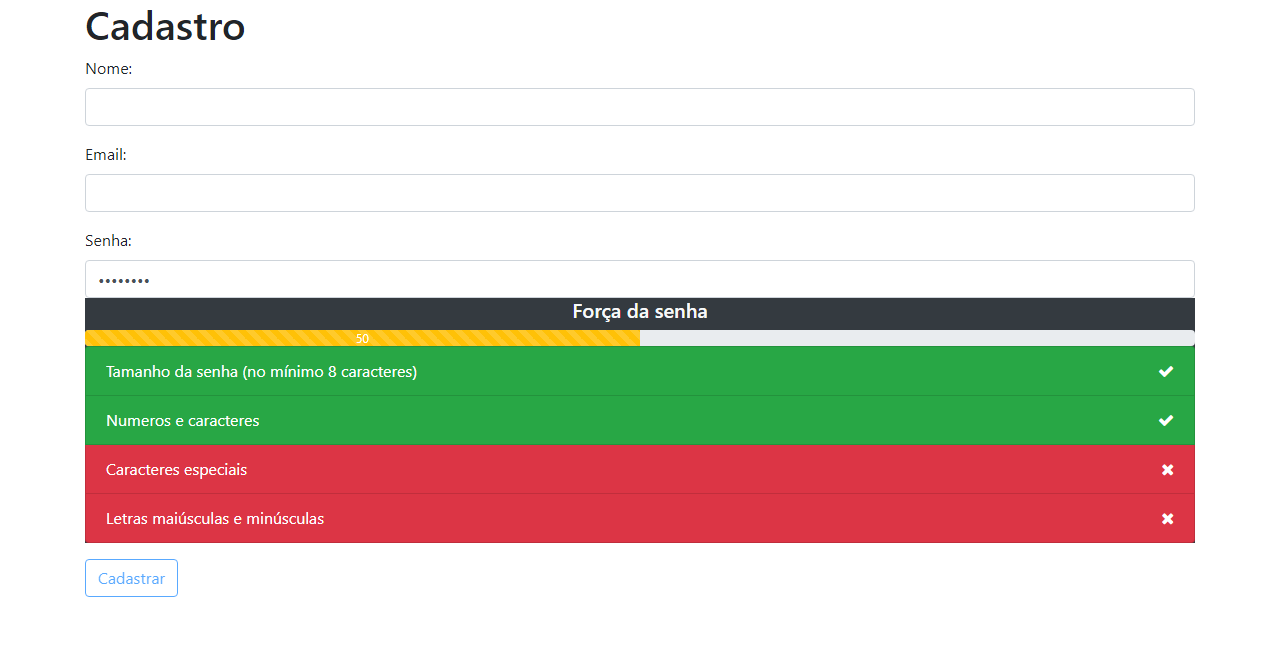 Cadastro
Nome:
Email:
Senha:
••••••••
Força da senha
50
Tamanho da senha (no mínimo 8 caracteres)
Numeros e caracteres
Caracteres especiais
Letras maiúsculas e minúsculas
Cadastrar